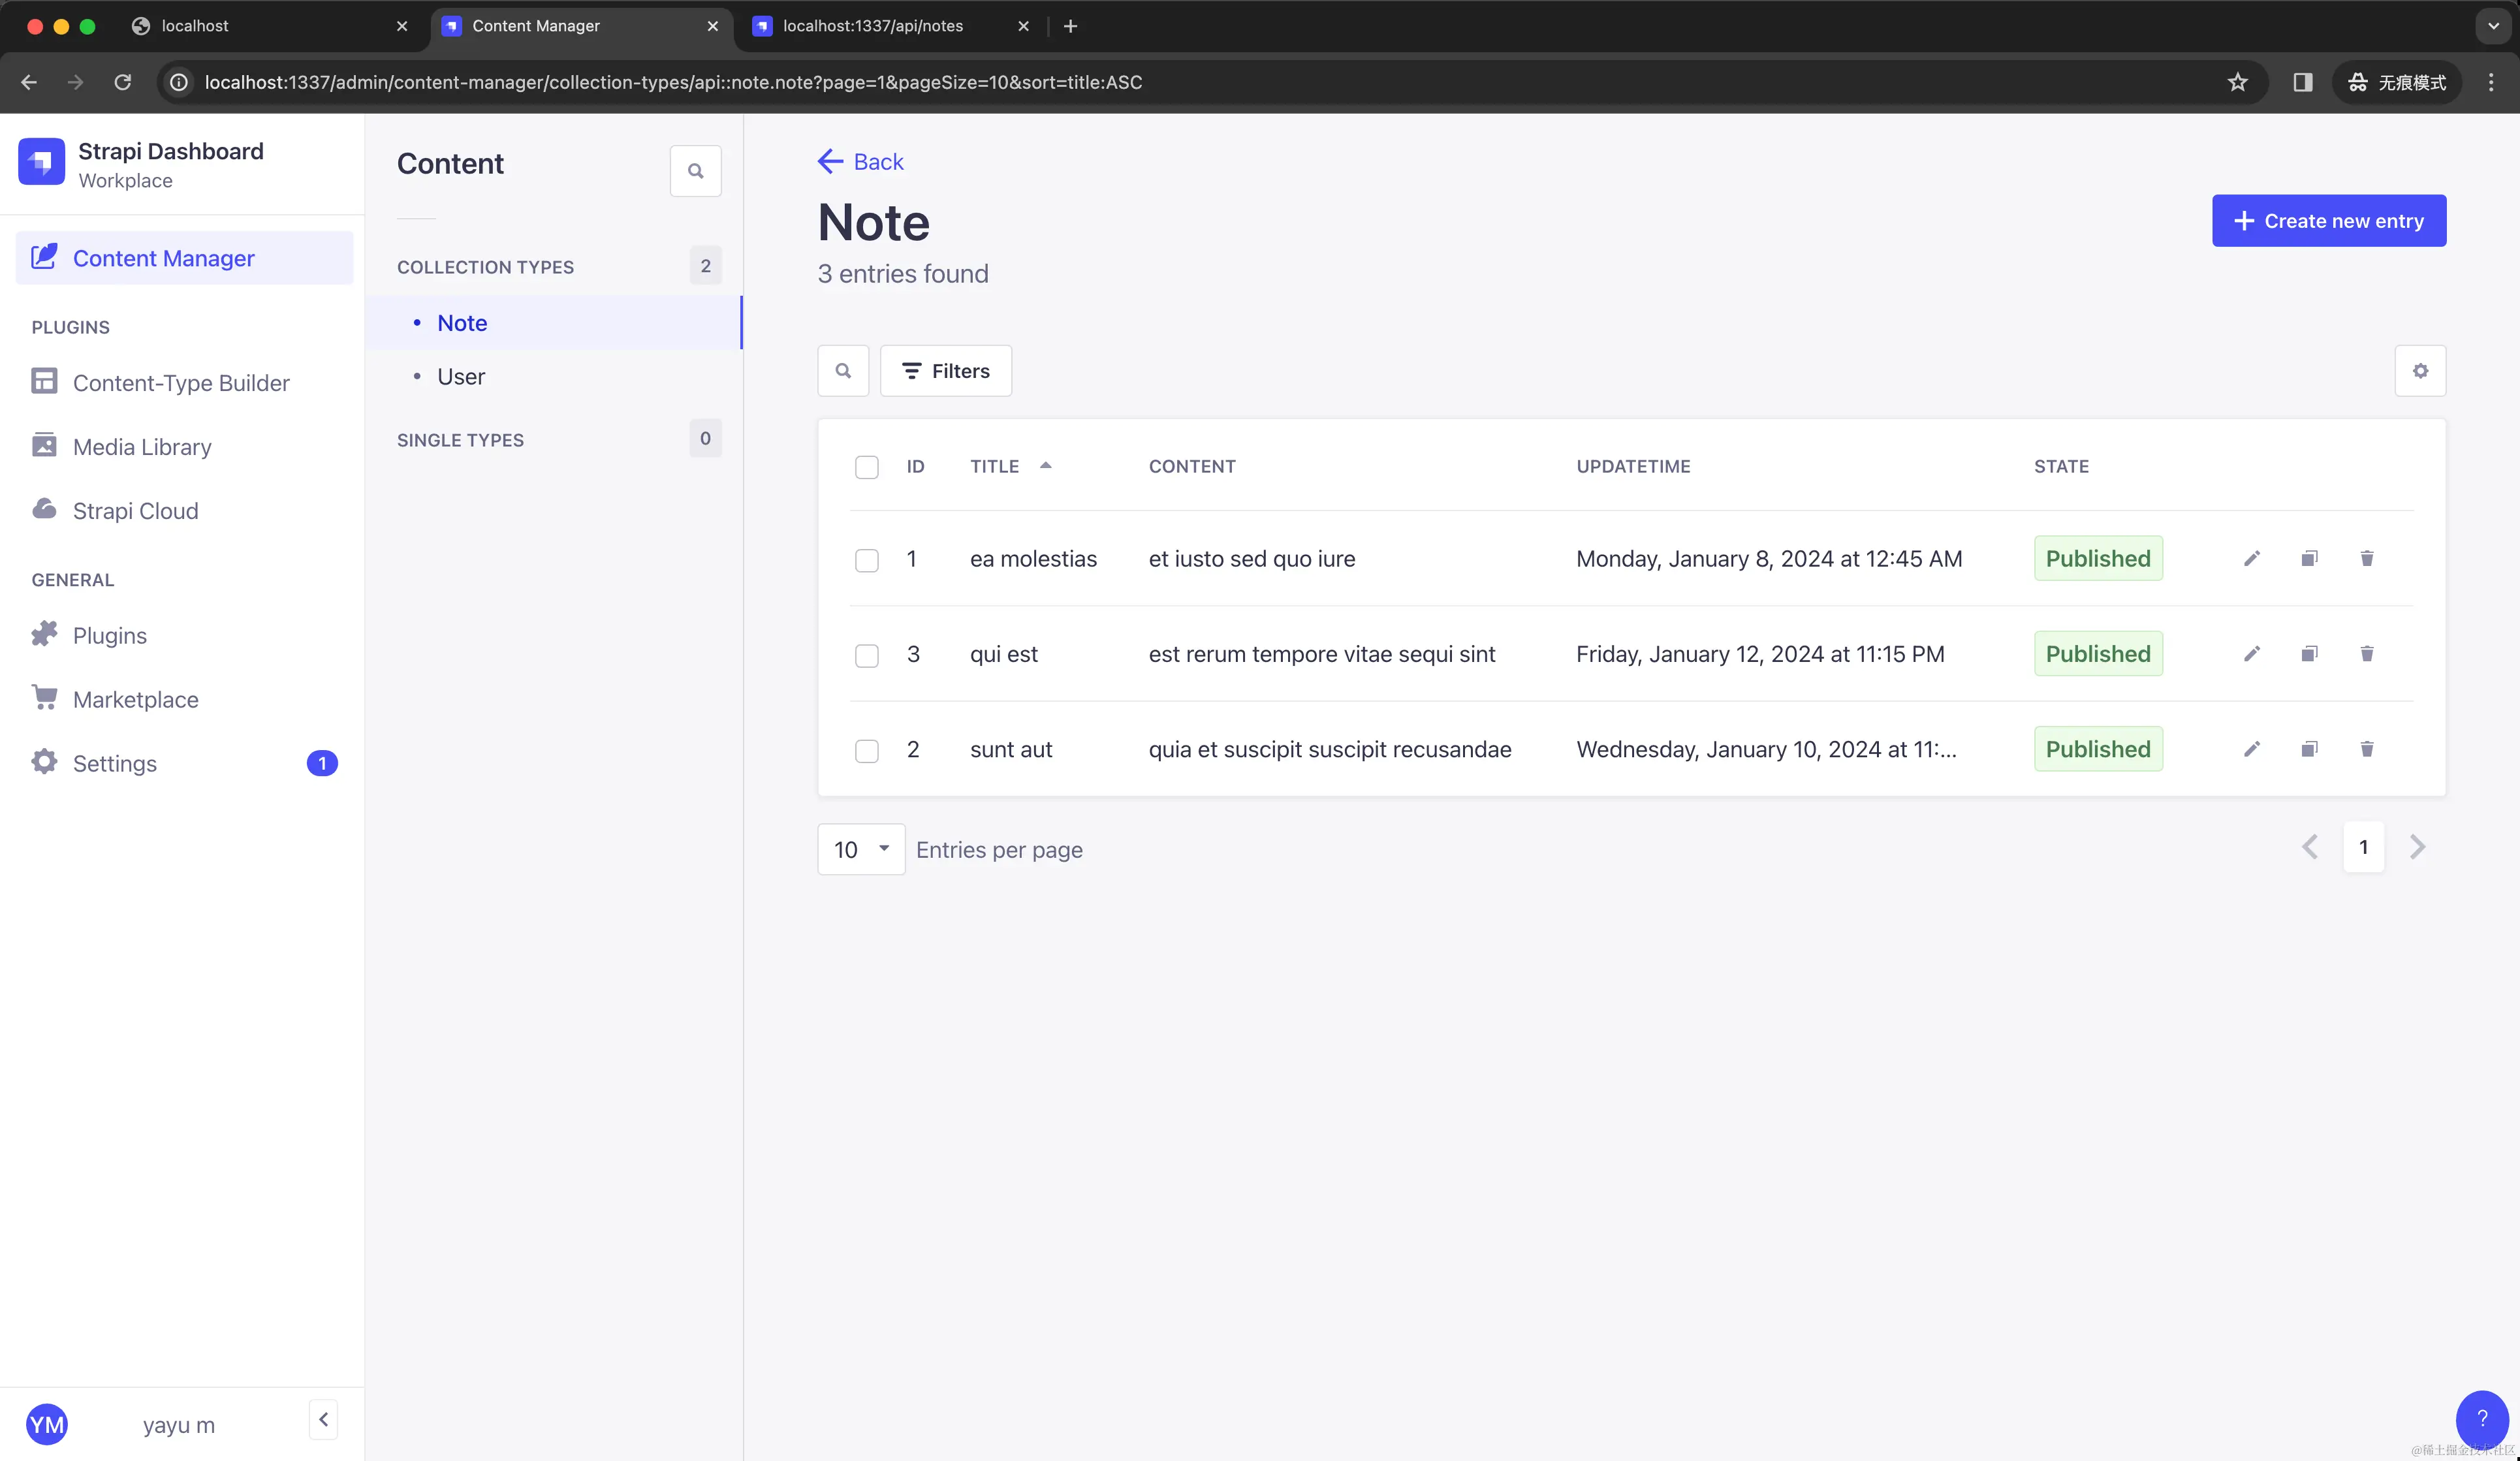 localhost
Content Manager
localhost:1337/api/notes
localhost:1337/admin/content-manager/collection-types/api::note.note?page=1&pageSize=10&sort=title:ASC
无痕模式
Strapi Dashboard
Workplace
Content Manager
PLUGINS
Content-Type Builder
Media Library
Strapi Cloud
GENERAL
Plugins
Marketplace
Settings
1
YM
yayu m
Content
COLLECTION TYPES
2
Note
User
SINGLE TYPES
0
Back
Note
Create new entry
3 entries found
Filters
ID TITLE CONTENT UPDATETIME STATE
1 ea molestias et iusto sed quo iure Monday, January 8, 2024 at 12:45 AM Published
3 qui est est rerum tempore vitae sequi sint Friday, January 12, 2024 at 11:15 PM Published
2 sunt aut quia et suscipit suscipit recusandae Wednesday, January 10, 2024 at 11:... Published
10 Entries per page
1
?
@稀土掘金技术社区